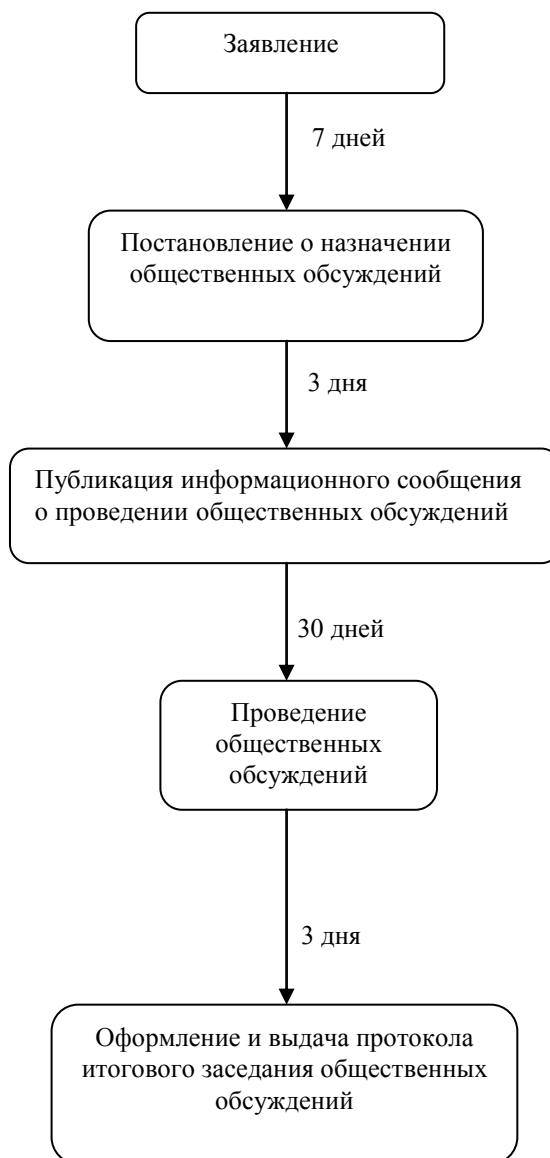 Заявление
7 дней
Постановление о назначении
общественных обсуждений
3 дня
Публикация информационного сообщения
о проведении общественных обсуждений
30 дней
Проведение
общественных
обсуждений
3 дня
Оформление и выдача протокола
итогового заседания общественных
обсуждений